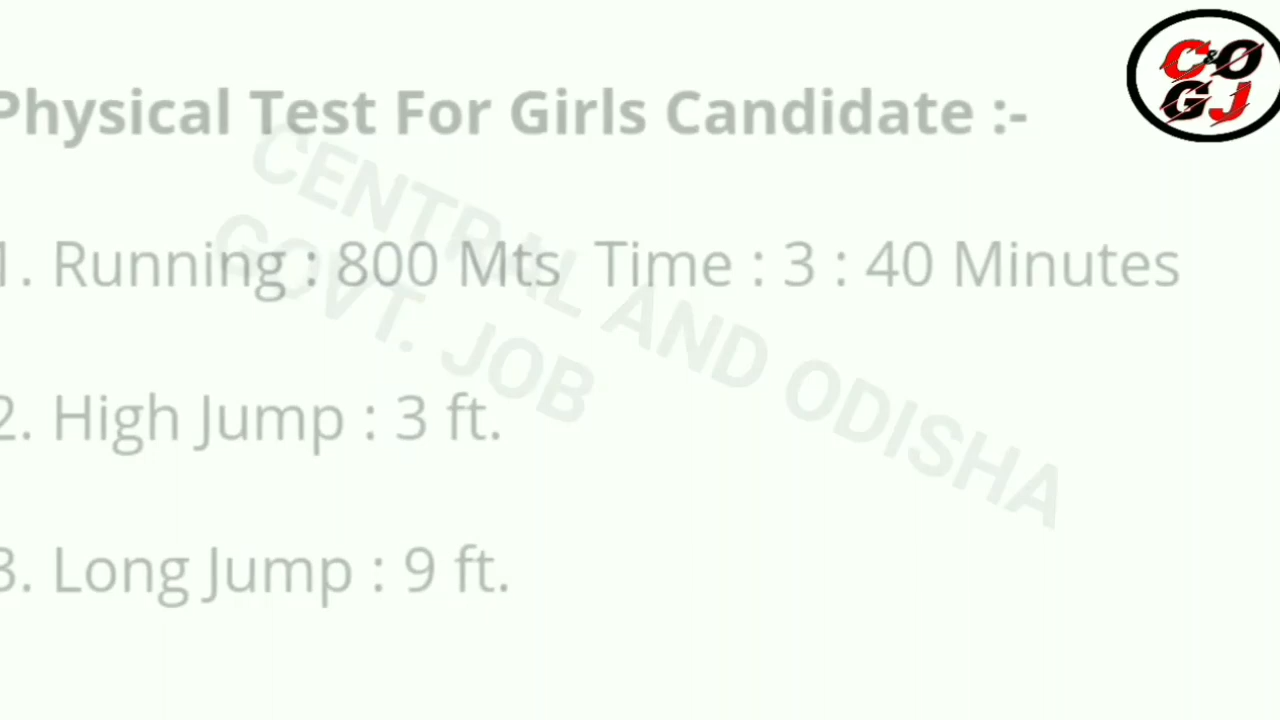 Physical Test For Girls Candidate :-
C&O
GJ
1. Running : 800 Mts Time : 3 : 40 Minutes
2. High Jump : 3 ft.
3. Long Jump : 9 ft.
CENTRAL AND ODISHA
GOVT. JOB